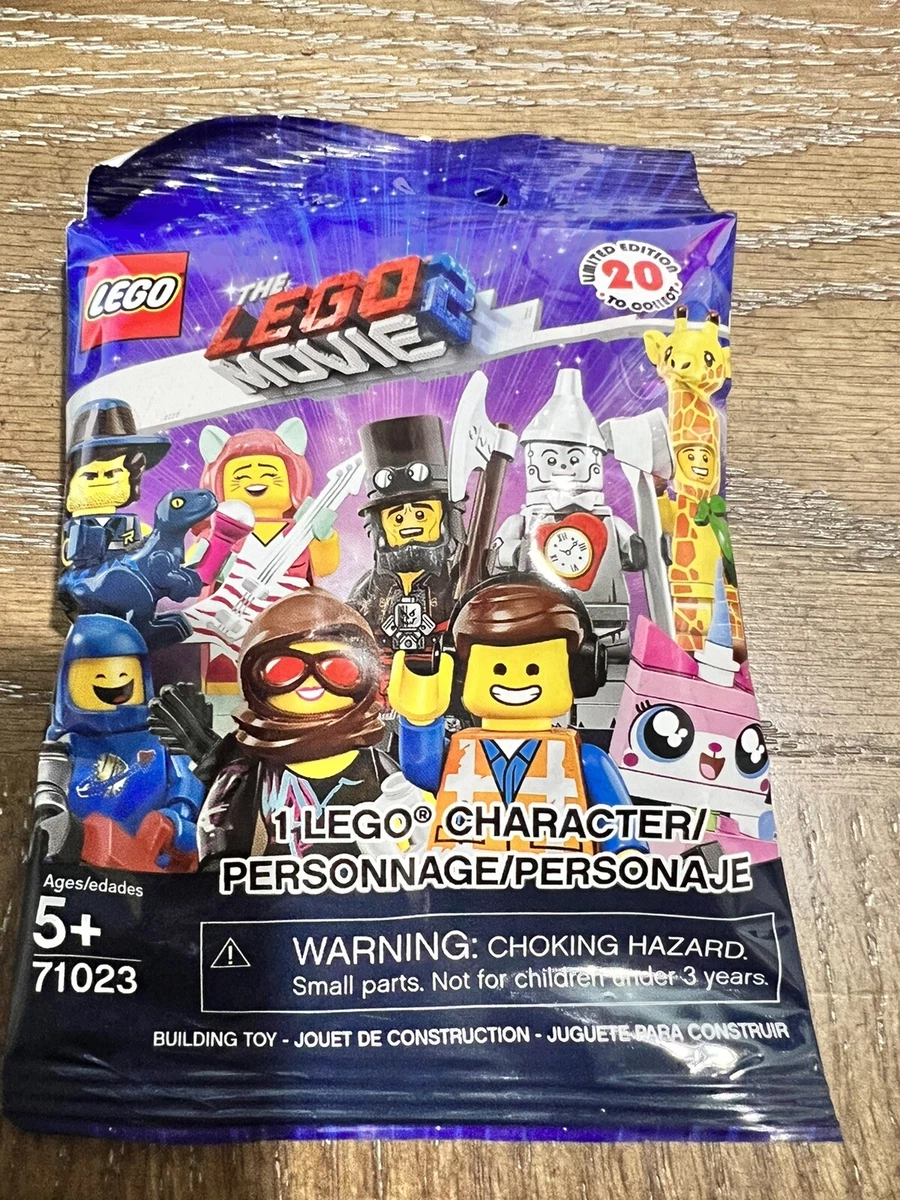 LEGO
THE
LEGO
MOVIE 2
LIMITED EDITION
20
TO COLLECT
1 LEGO® CHARACTER/
PERSONNAGE/PERSONAJE
Ages/edades
5+
71023
WARNING: CHOKING HAZARD.
Small parts. Not for children under 3 years.
BUILDING TOY - JOUET DE CONSTRUCTION - JUGUETE PARA CONSTRUIR